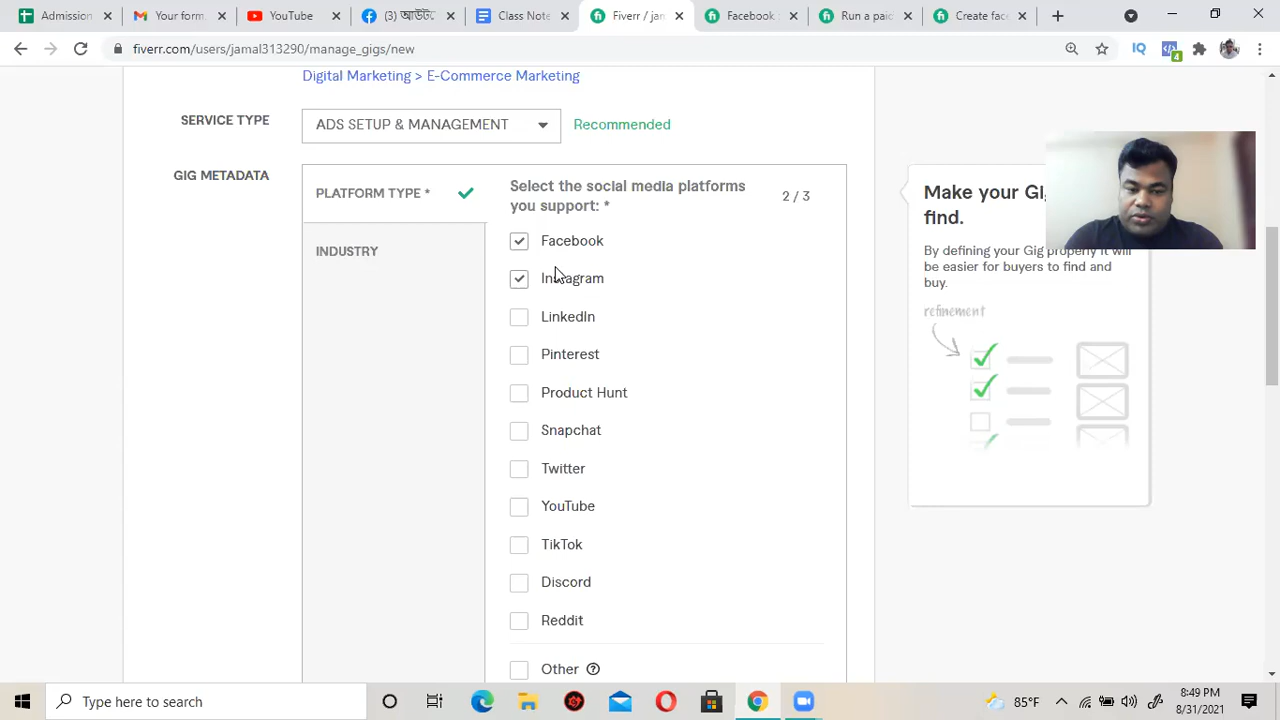 Admission
Your form
YouTube
Class Note
Fiverr / jam
Facebook
Run a paic
Create face
fiverr.com/users/jamal313290/manage_gigs/new
IQ
4
Digital Marketing > E-Commerce Marketing
SERVICE TYPE
ADS SETUP & MANAGEMENT
Recommended
GIG METADATA
PLATFORM TYPE *
INDUSTRY
Select the social media platforms
you support: *
2 / 3
Facebook
Instagram
LinkedIn
Pinterest
Product Hunt
Snapchat
Twitter
YouTube
TikTok
Discord
Reddit
Other
Make your Gi
find.
By defining your Gig properly it will
be easier for buyers to find and
buy.
refinement
Type here to search
85°F
8:49 PM
8/31/2021